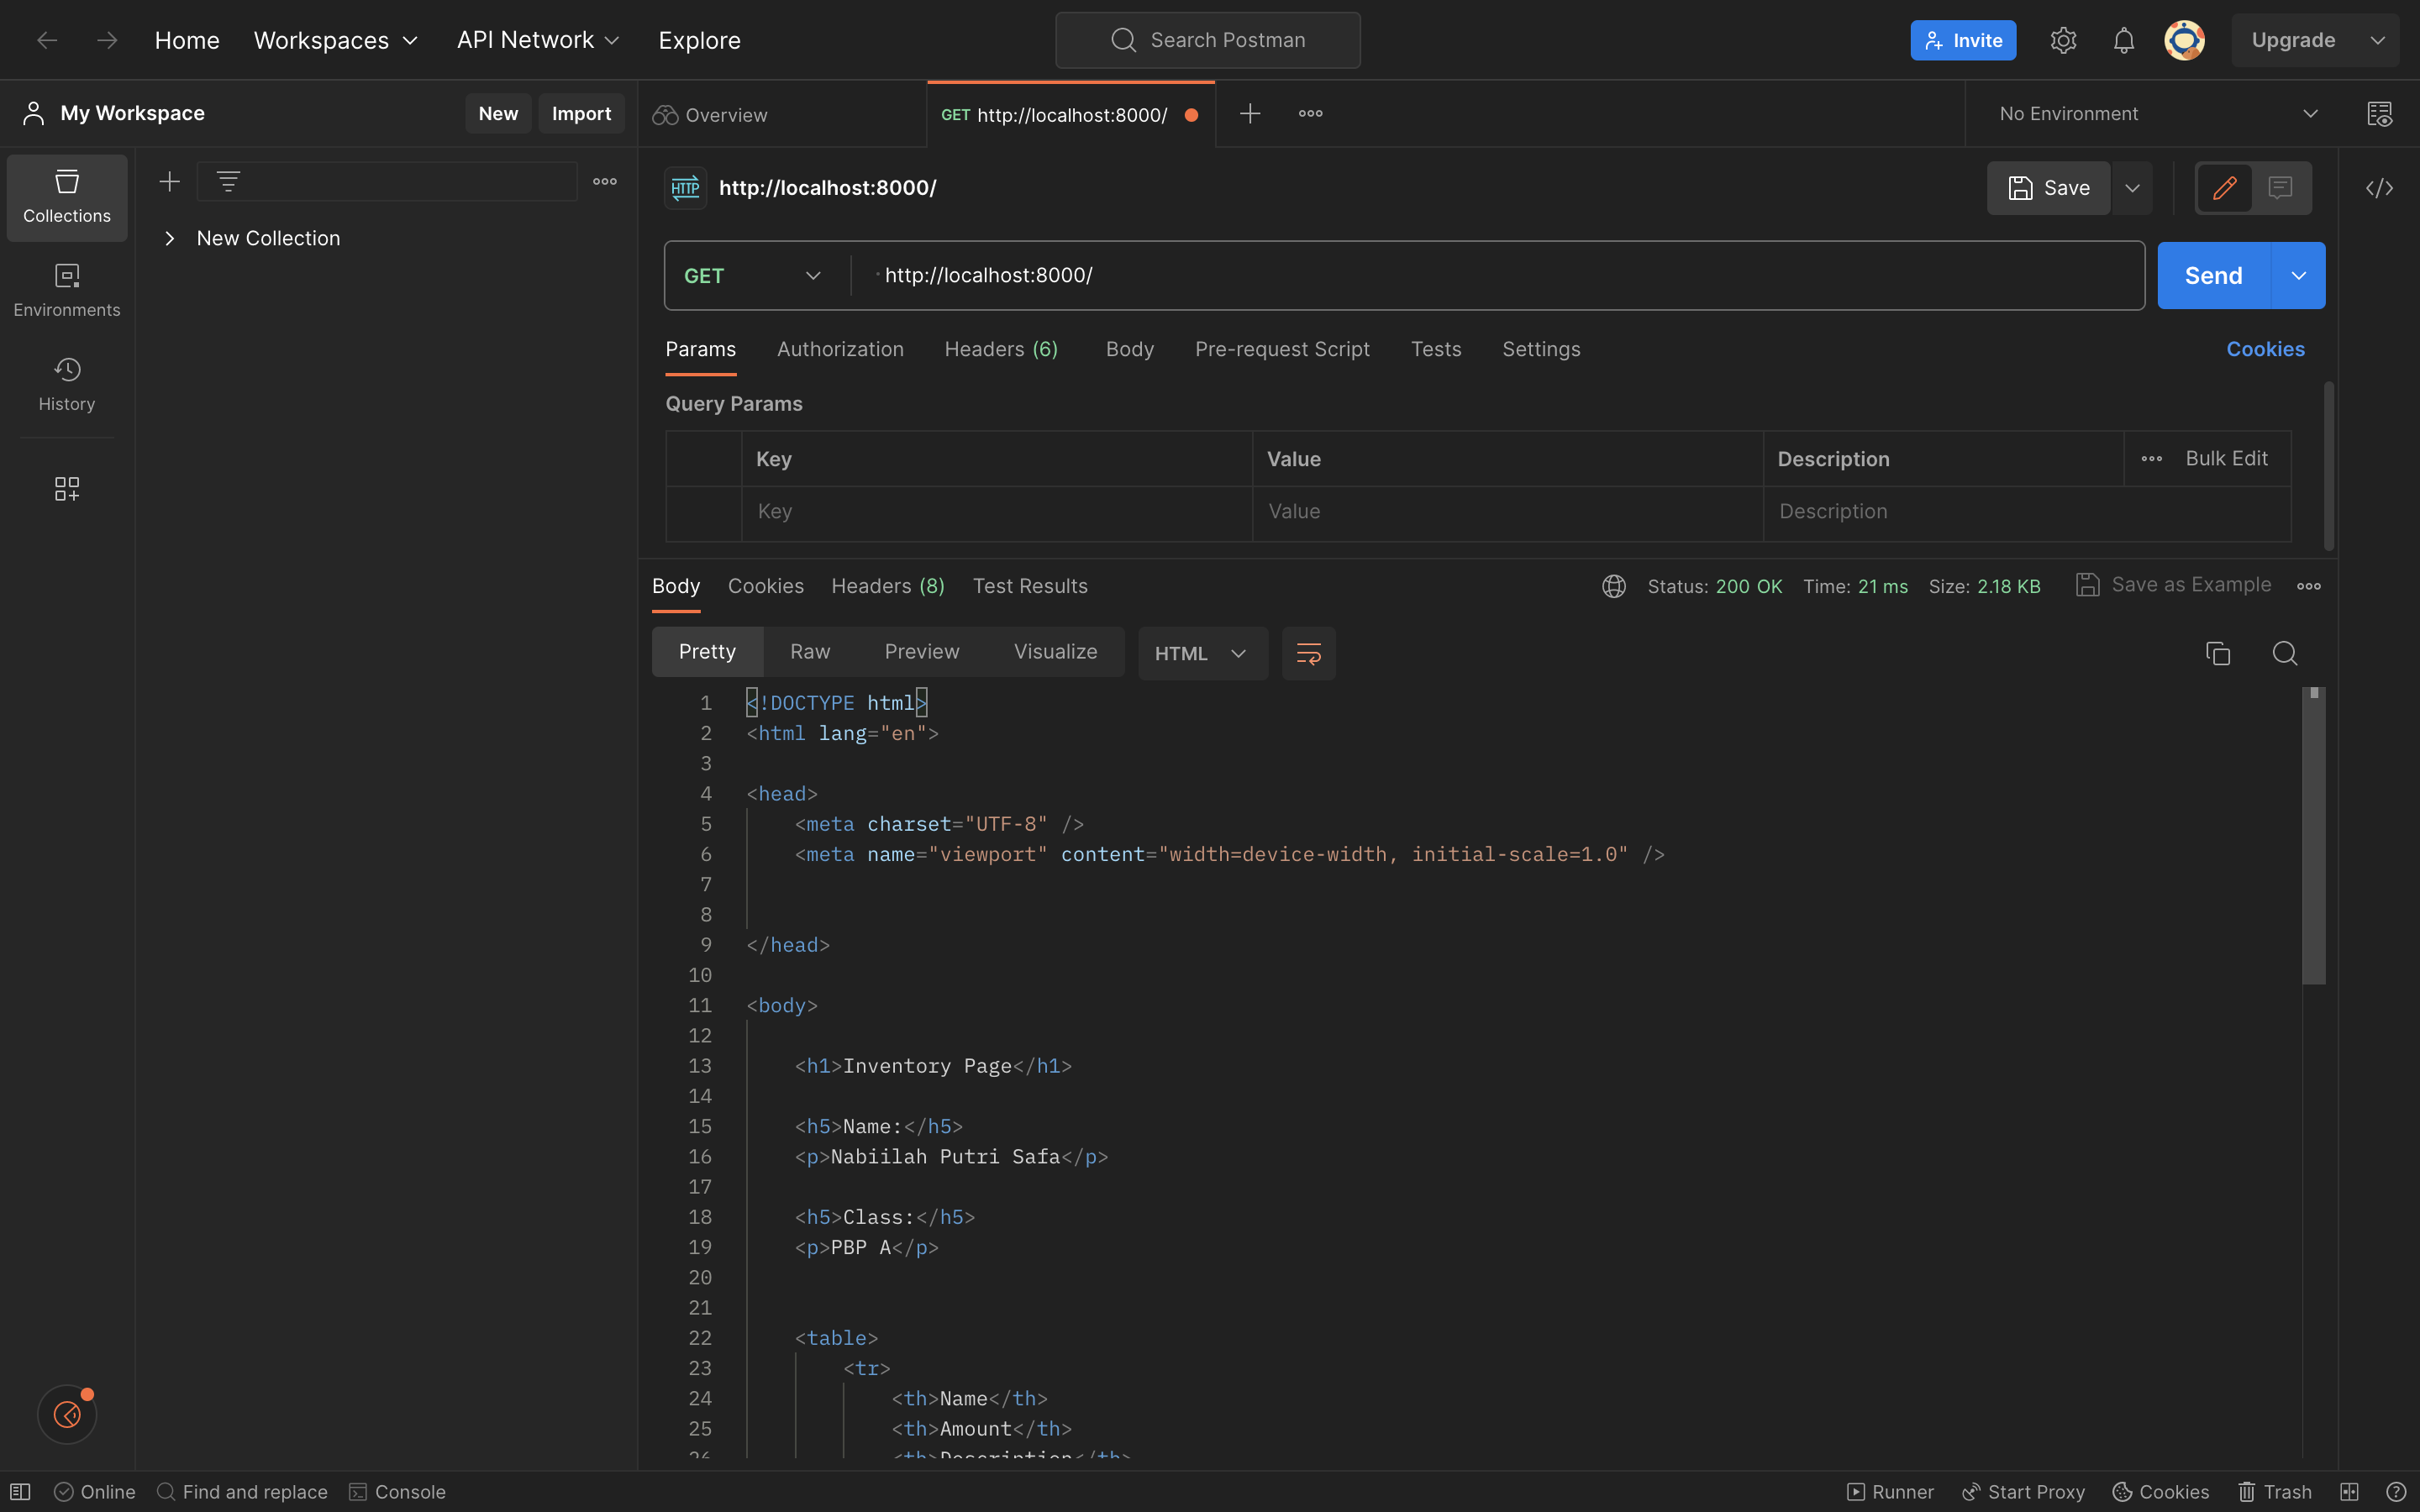 Home Workspaces API Network Explore Search Postman Invite Upgrade
My Workspace New Import Overview GET http://localhost:8000/ No Environment
Collections
New Collection
Environments
History
HTTP http://localhost:8000/ Save
GET http://localhost:8000/ Send
Params Authorization Headers (6) Body Pre-request Script Tests Settings Cookies
Query Params
Key Value Description Bulk Edit
Key Value Description
Body Cookies Headers (8) Test Results Status: 200 OK Time: 21 ms Size: 2.18 KB Save as Example
Pretty Raw Preview Visualize HTML
1 <!DOCTYPE html>
2 <html lang="en">
3
4 <head>
5 <meta charset="UTF-8" />
6 <meta name="viewport" content="width=device-width, initial-scale=1.0" />
7
8
9 </head>
10
11 <body>
12
13 <h1>Inventory Page</h1>
14
15 <h5>Name:</h5>
16 <p>Nabiilah Putri Safa</p>
17
18 <h5>Class:</h5>
19 <p>PBP A</p>
20
21
22 <table>
23 <tr>
24 <th>Name</th>
25 <th>Amount</th>
26 <th>Description</th>
Online Find and replace Console Runner Start Proxy Cookies Trash